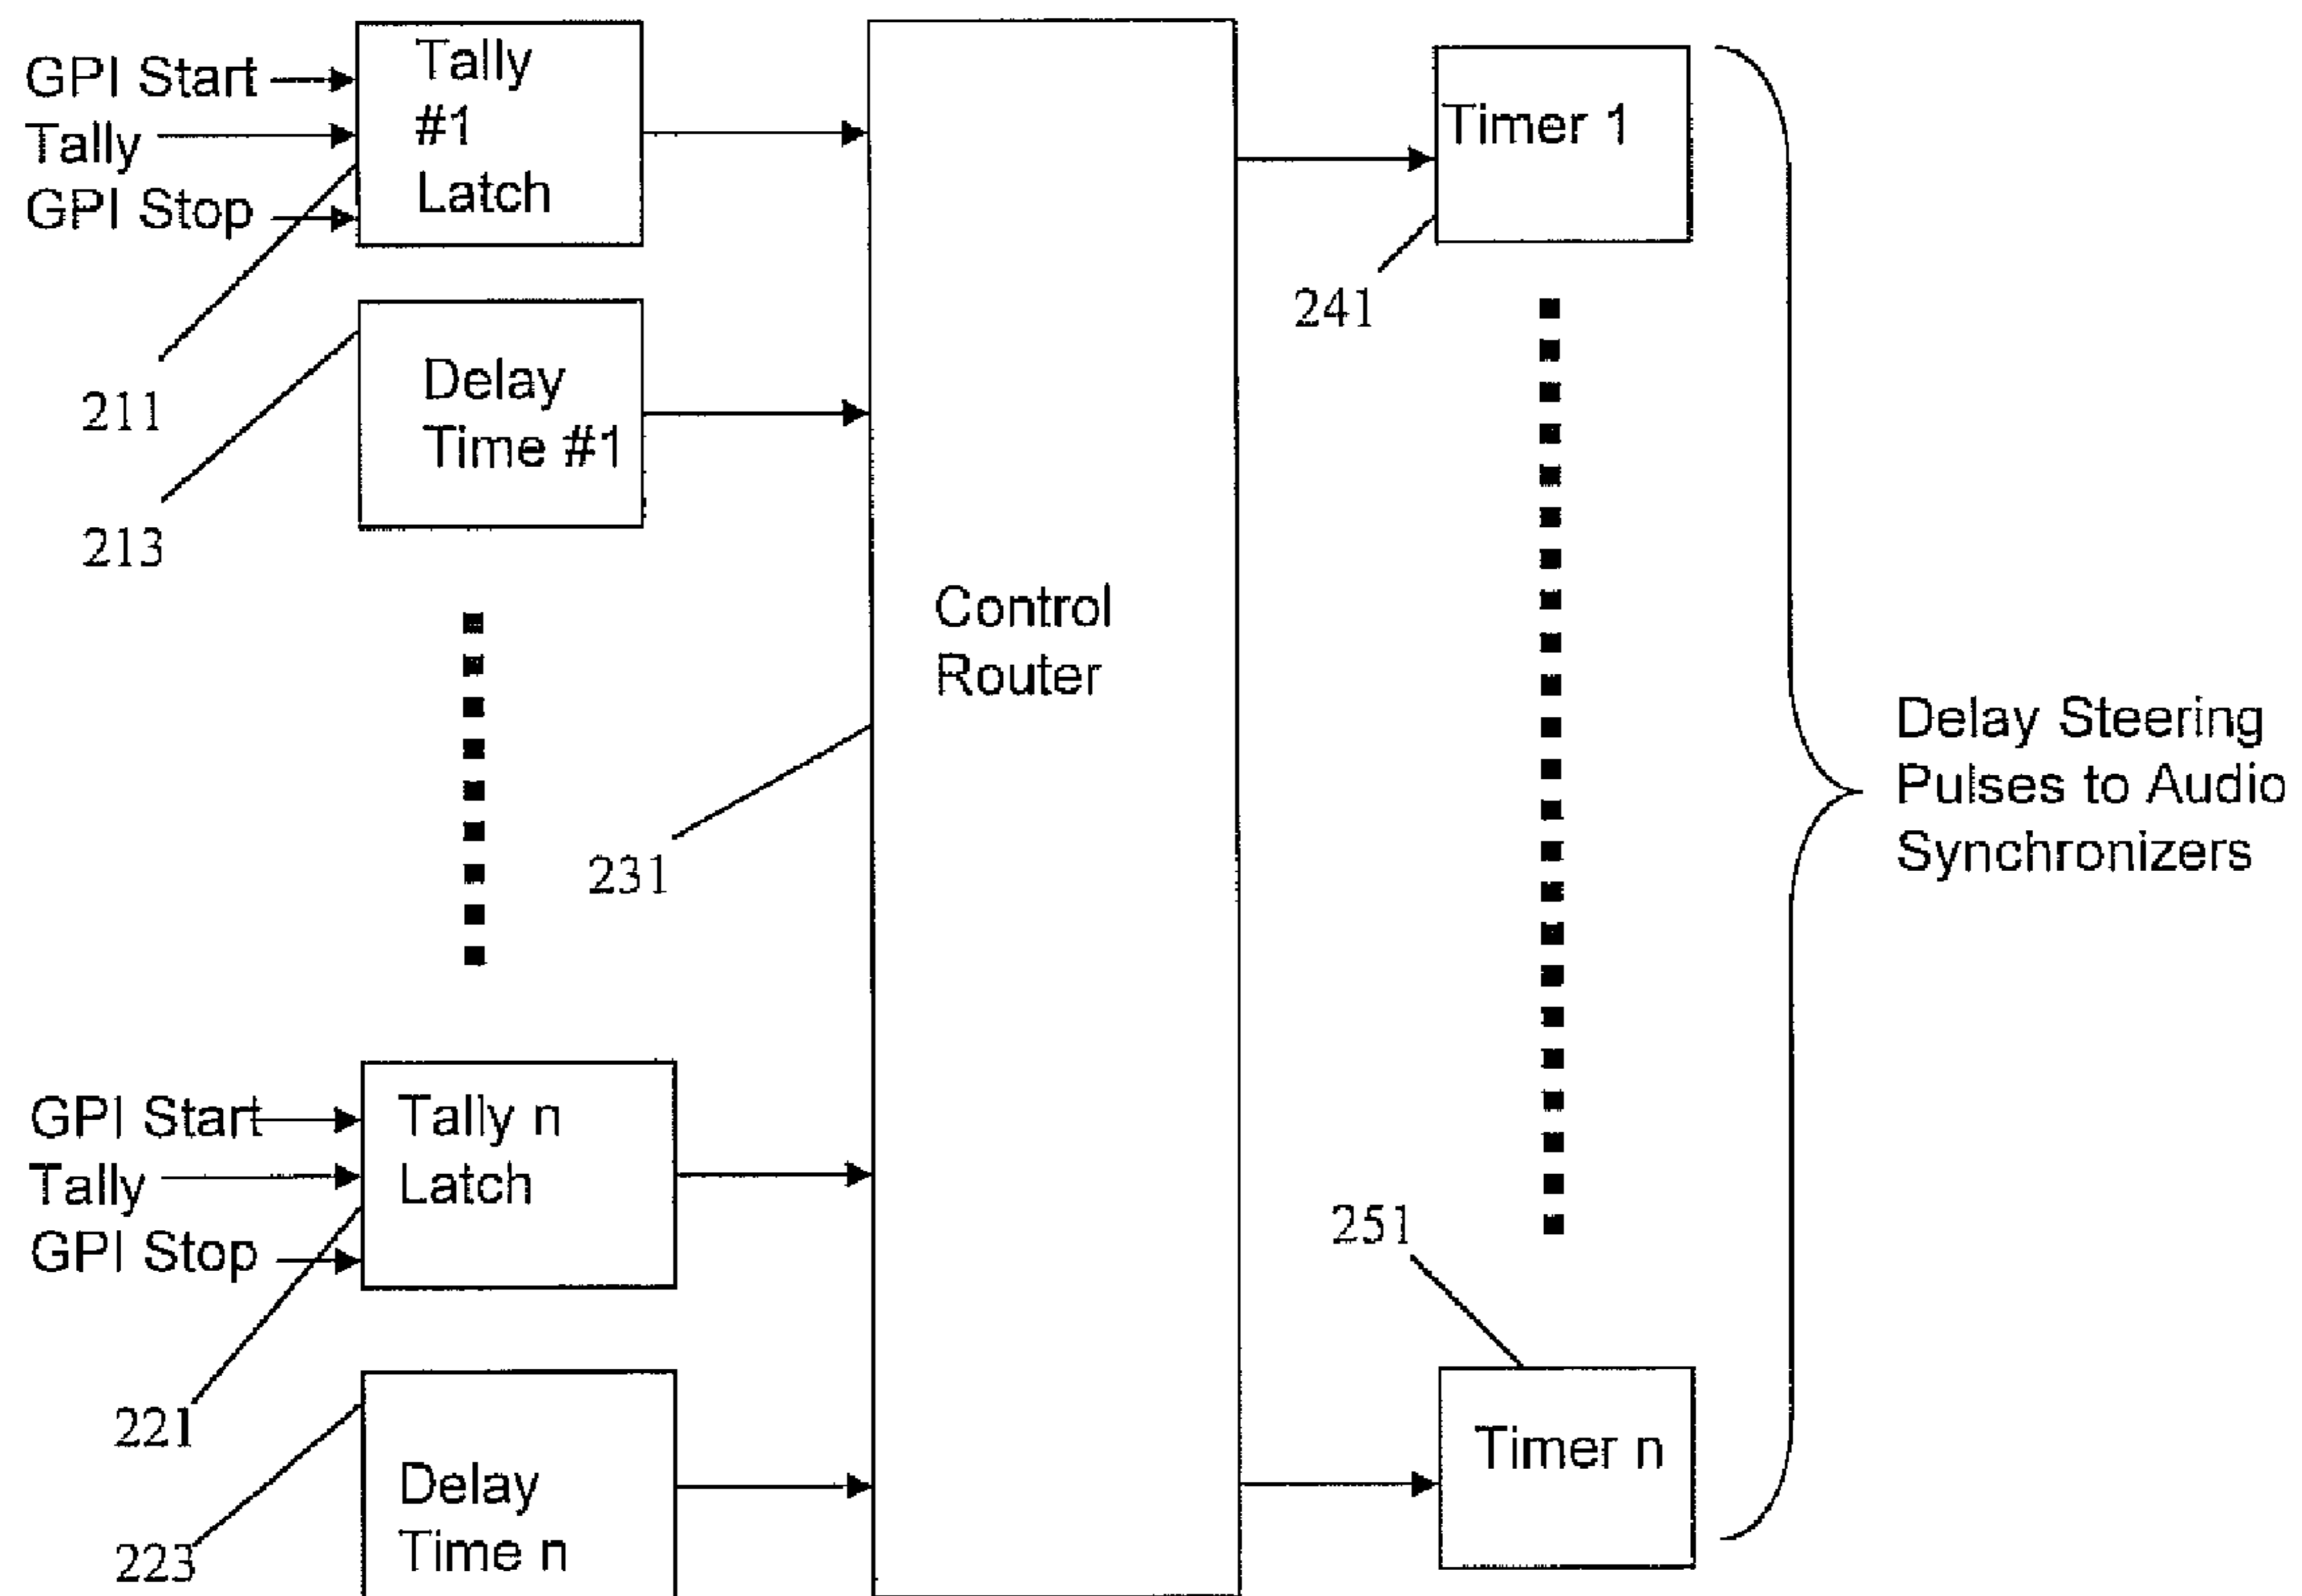 GPI Start
Tally
GPI Stop
Tally
#1
Latch
211
Delay
Time #1
213
Control
Router
231
Timer 1
241
Delay Steering
Pulses to Audio
Synchronizers
GPI Start
Tally
GPI Stop
Tally n
Latch
221
Delay
Time n
223
251
Timer n